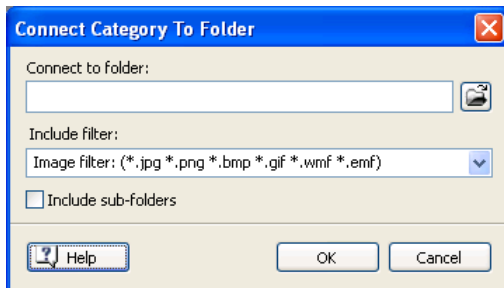 Connect Category To Folder
Connect to folder:
Include filter:
Image filter: (*.jpg *.png *.bmp *.gif *.wmf *.emf)
Include sub-folders
Help OK Cancel